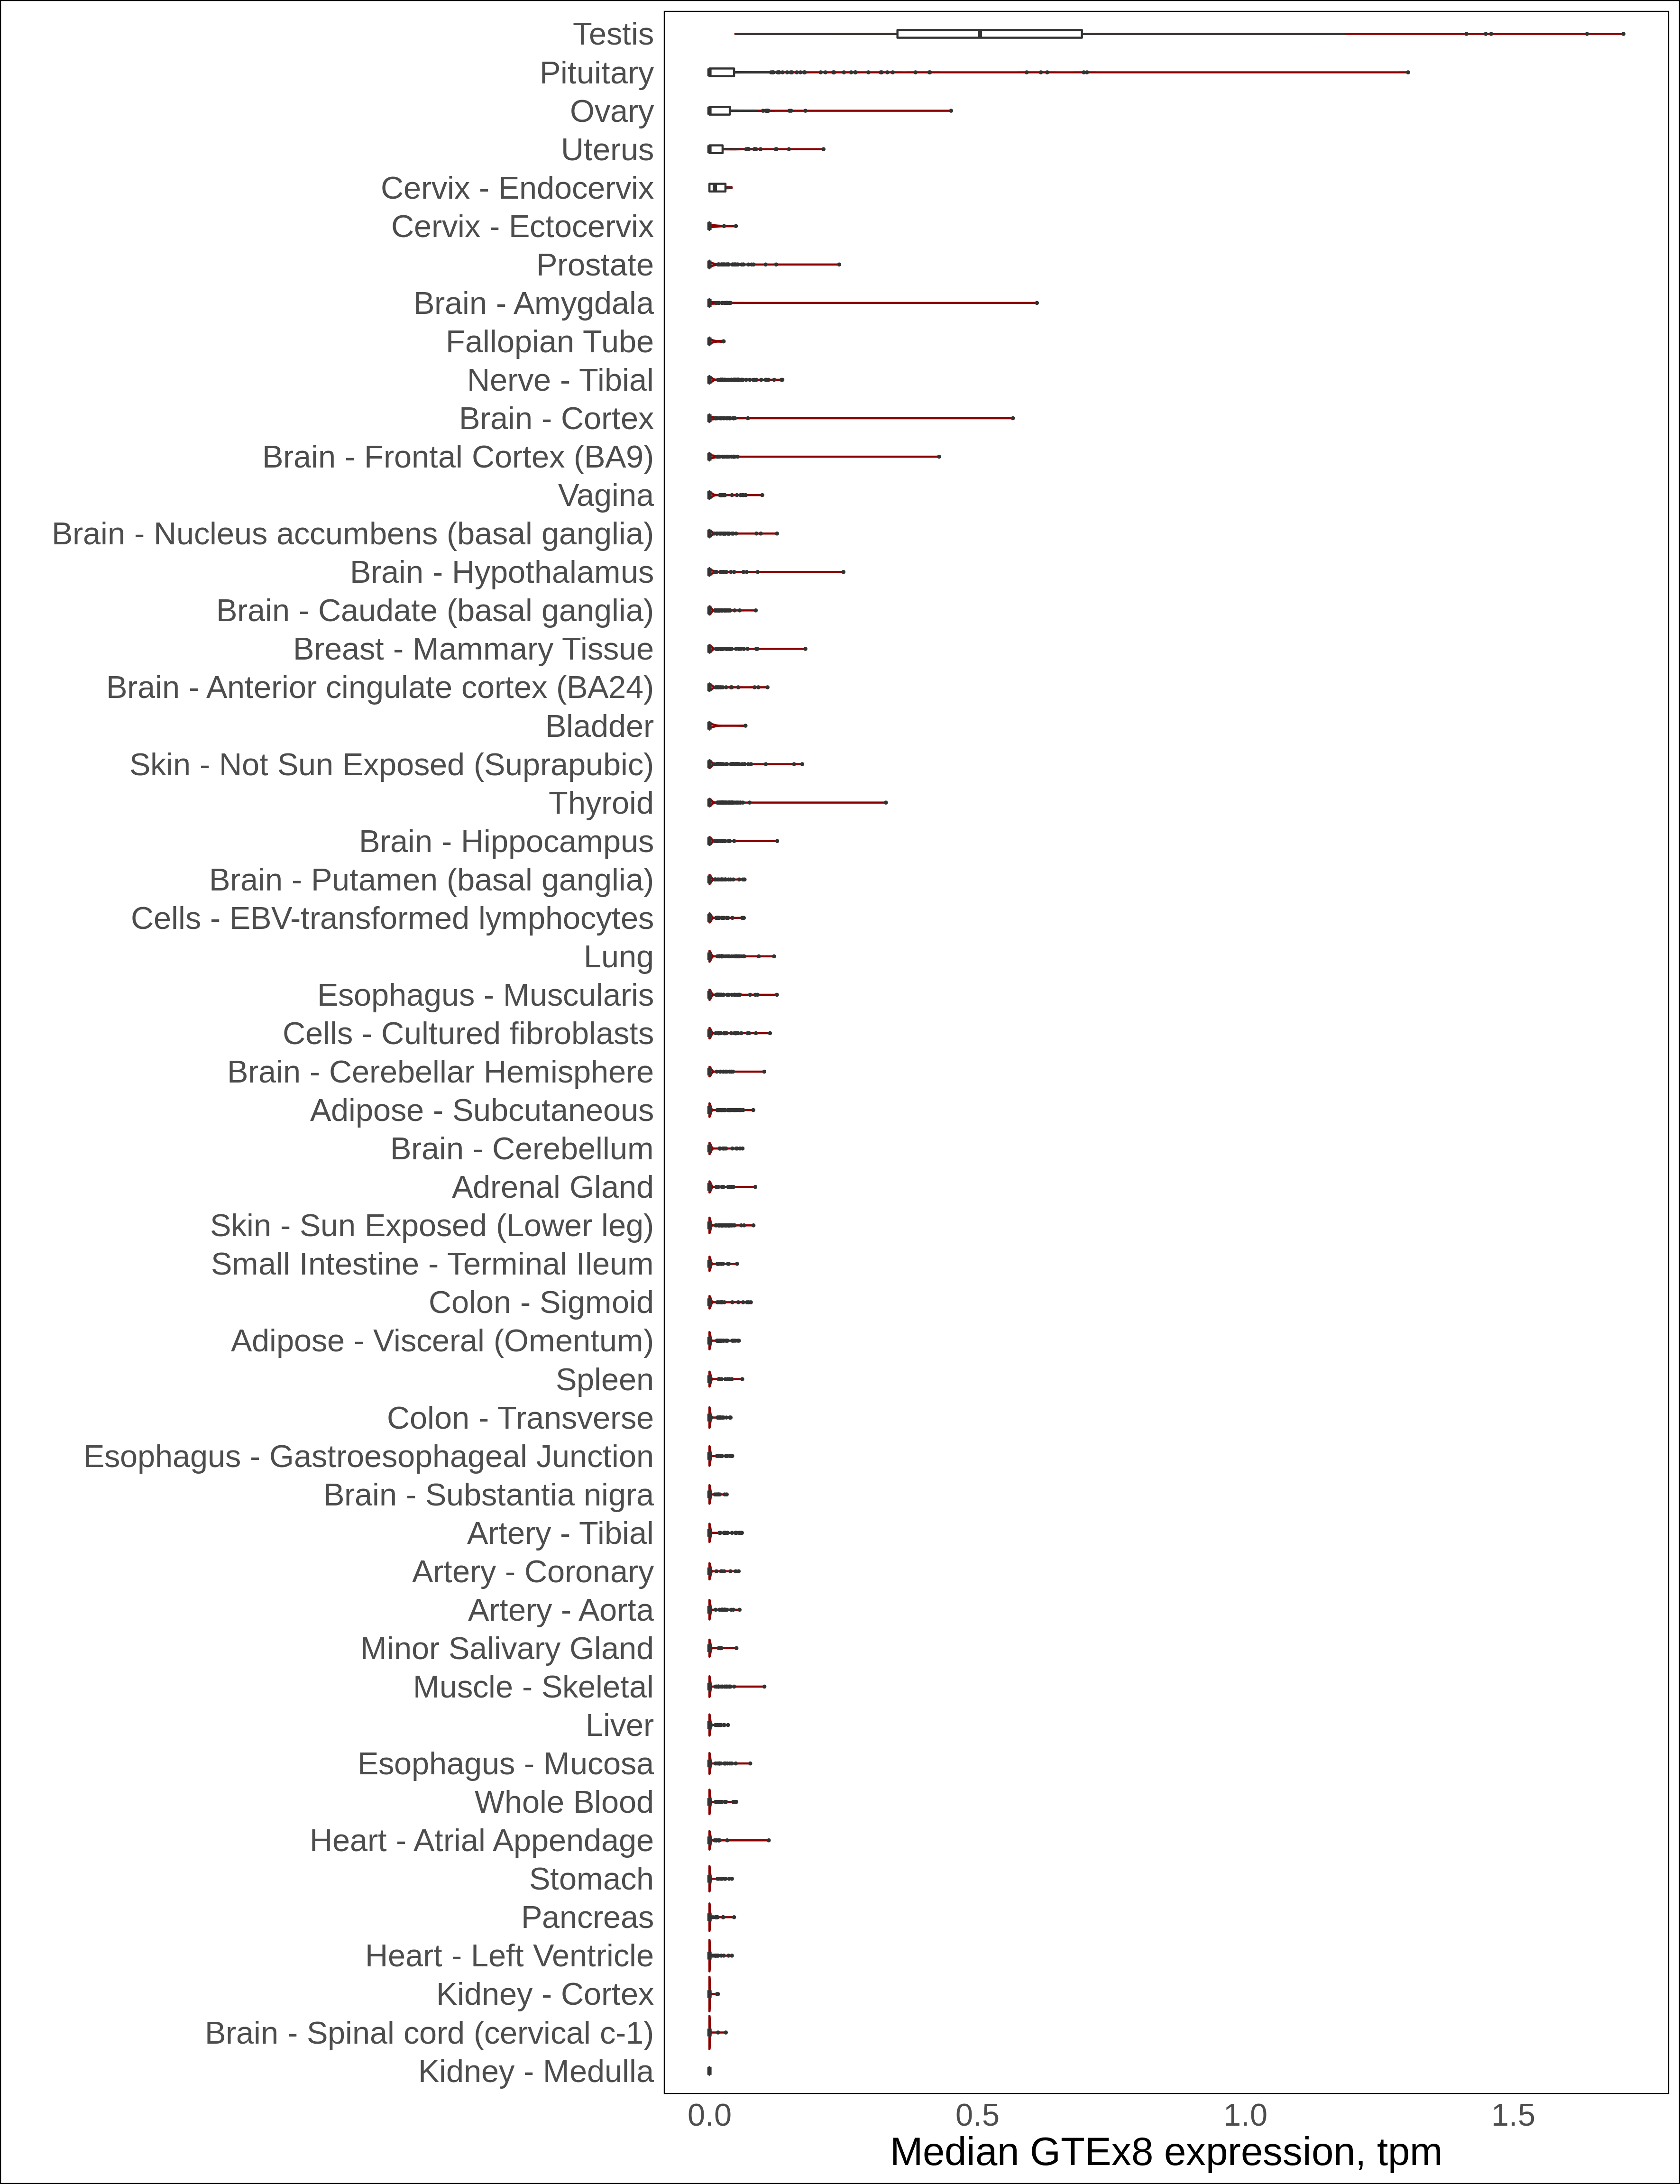 Testis
Pituitary
Ovary
Uterus
Cervix - Endocervix
Cervix - Ectocervix
Prostate
Brain - Amygdala
Fallopian Tube
Nerve - Tibial
Brain - Cortex
Brain - Frontal Cortex (BA9)
Vagina
Brain - Nucleus accumbens (basal ganglia)
Brain - Hypothalamus
Brain - Caudate (basal ganglia)
Breast - Mammary Tissue
Brain - Anterior cingulate cortex (BA24)
Bladder
Skin - Not Sun Exposed (Suprapubic)
Thyroid
Brain - Hippocampus
Brain - Putamen (basal ganglia)
Cells - EBV-transformed lymphocytes
Lung
Esophagus - Muscularis
Cells - Cultured fibroblasts
Brain - Cerebellar Hemisphere
Adipose - Subcutaneous
Brain - Cerebellum
Adrenal Gland
Skin - Sun Exposed (Lower leg)
Small Intestine - Terminal Ileum
Colon - Sigmoid
Adipose - Visceral (Omentum)
Spleen
Colon - Transverse
Esophagus - Gastroesophageal Junction
Brain - Substantia nigra
Artery - Tibial
Artery - Coronary
Artery - Aorta
Minor Salivary Gland
Muscle - Skeletal
Liver
Esophagus - Mucosa
Whole Blood
Heart - Atrial Appendage
Stomach
Pancreas
Heart - Left Ventricle
Kidney - Cortex
Brain - Spinal cord (cervical c-1)
Kidney - Medulla
0.0 0.5 1.0 1.5
Median GTEx8 expression, tpm